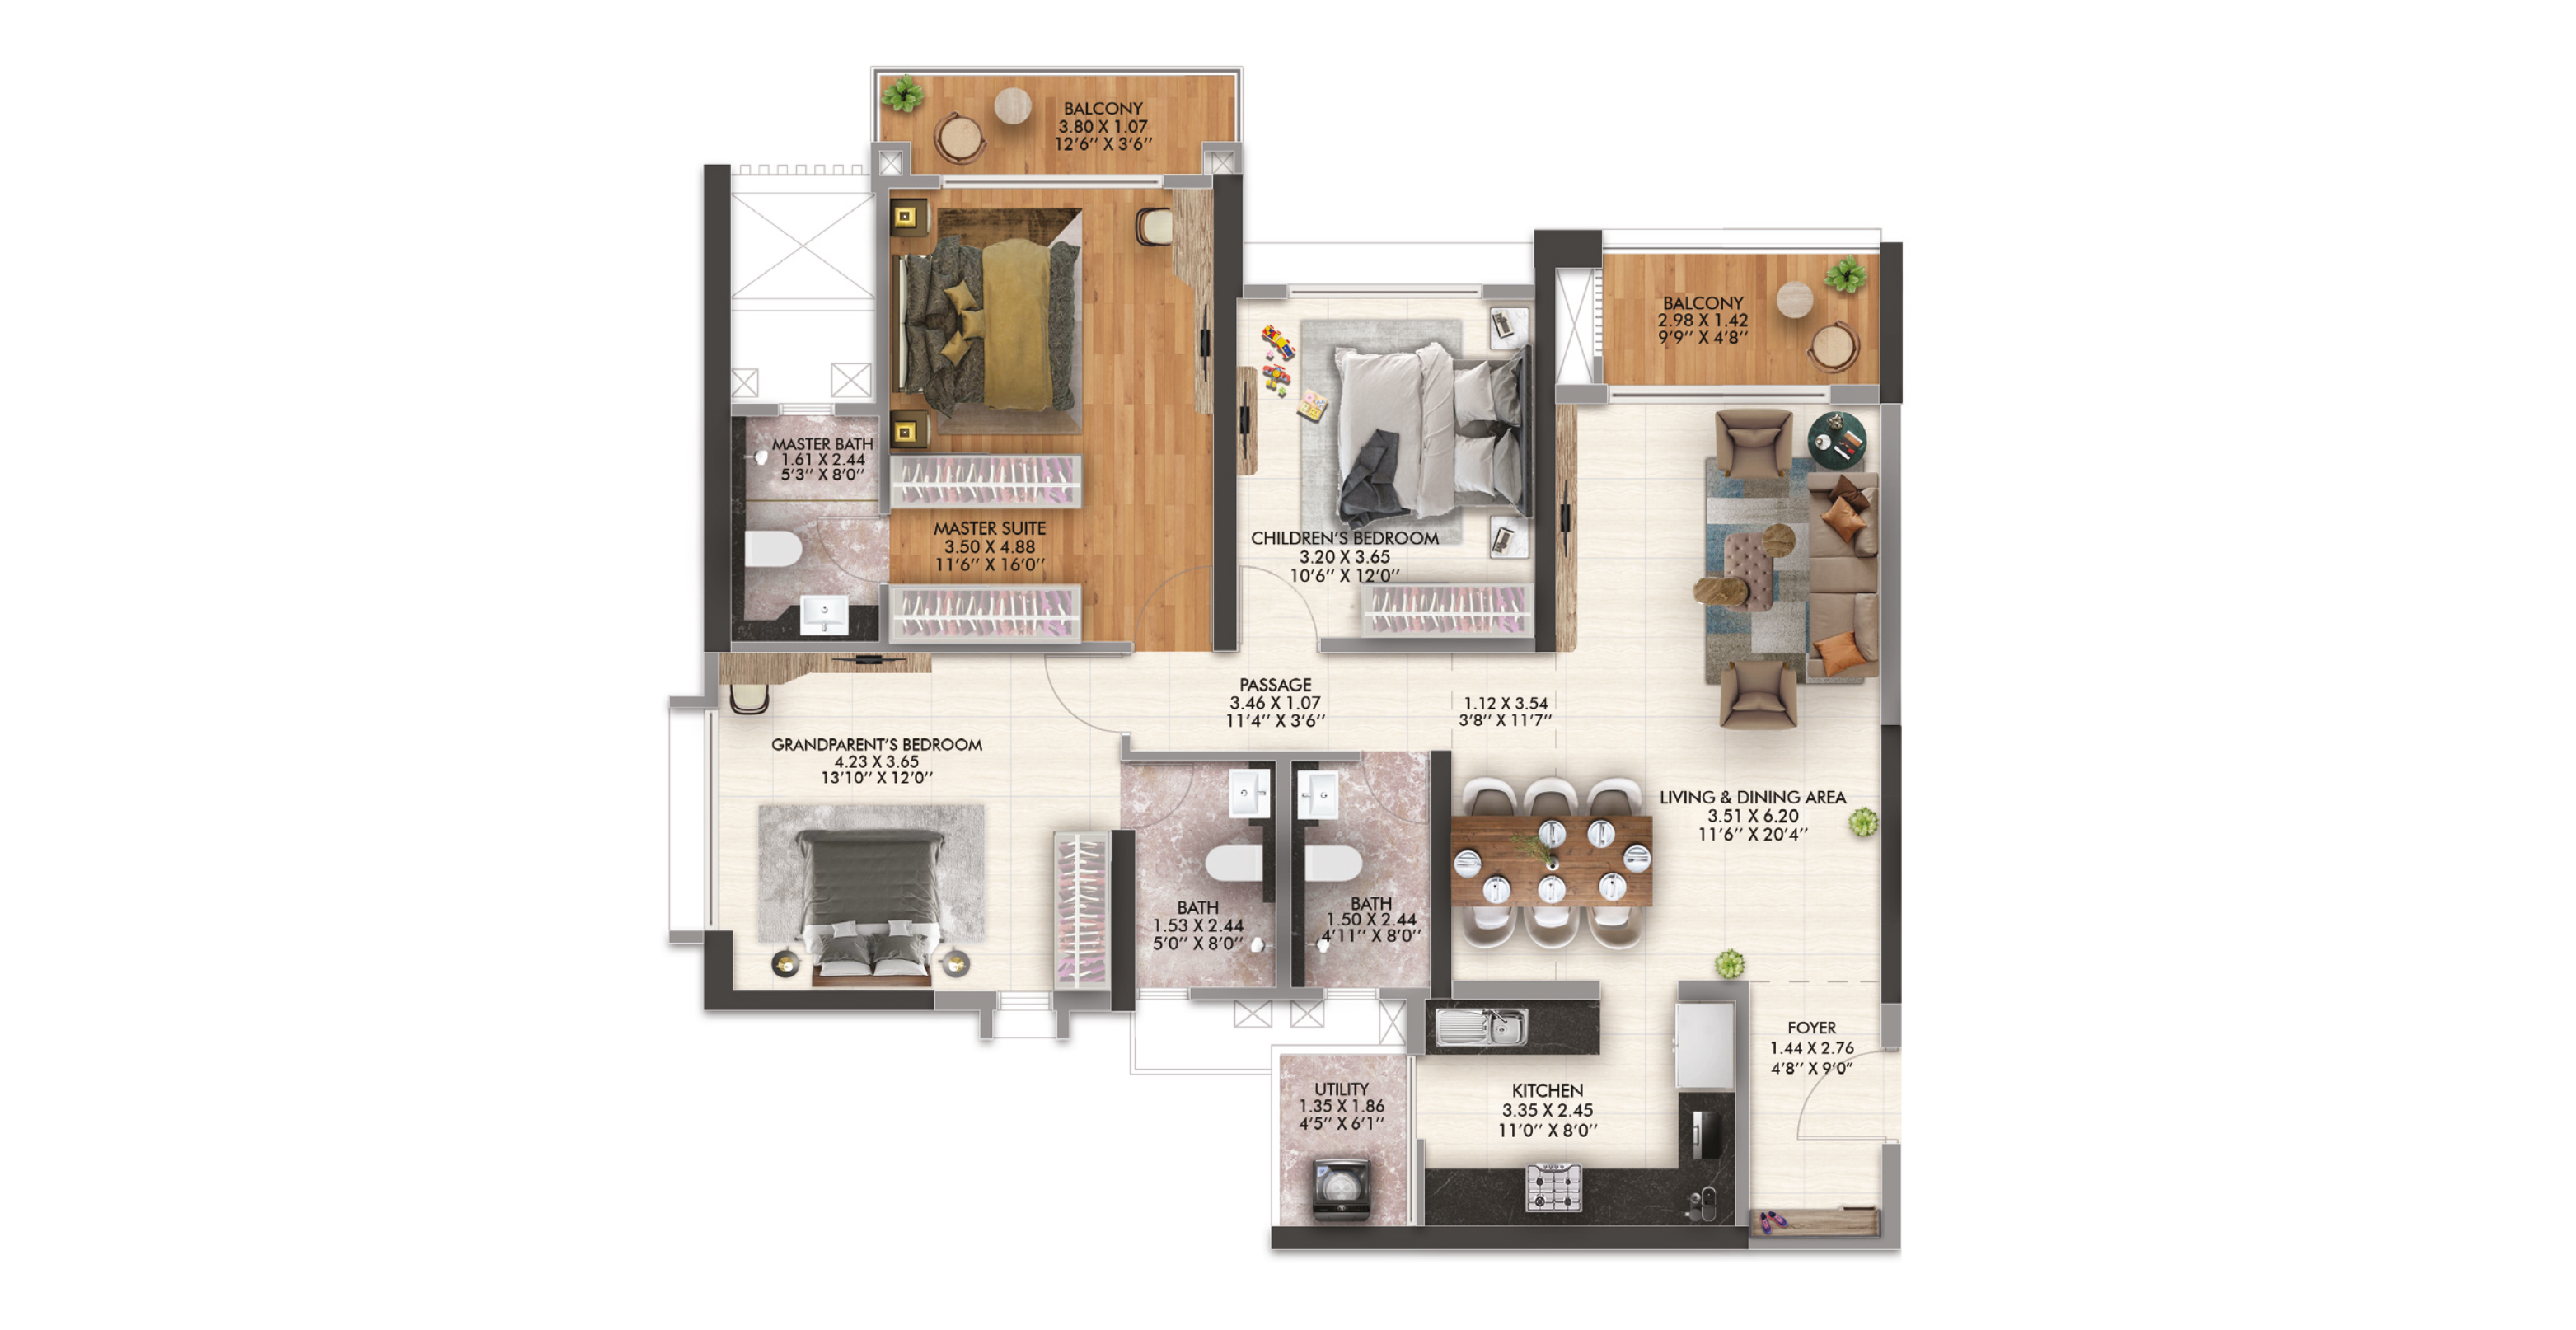 BALCONY
3.80 X 1.07
12'6'' X 3'6''
BALCONY
2.98 X 1.42
9'9'' X 4'8''
MASTER BATH
1.61 X 2.44
5'3'' X 8'0''
MASTER SUITE
3.50 X 4.88
11'6'' X 16'0''
CHILDREN'S BEDROOM
3.20 X 3.65
10'6'' X 12'0''
PASSAGE
3.46 X 1.07
11'4'' X 3'6''
1.12 X 3.54
3'8'' X 11'7''
GRANDPARENT'S BEDROOM
4.23 X 3.65
13'10'' X 12'0''
LIVING & DINING AREA
3.51 X 6.20
11'6'' X 20'4''
BATH
1.53 X 2.44
5'0'' X 8'0''
BATH
1.50 X 2.44
4'11'' X 8'0''
FOYER
1.44 X 2.76
4'8'' X 9'0''
UTILITY
1.35 X 1.86
4'5'' X 6'1''
KITCHEN
3.35 X 2.45
11'0'' X 8'0''